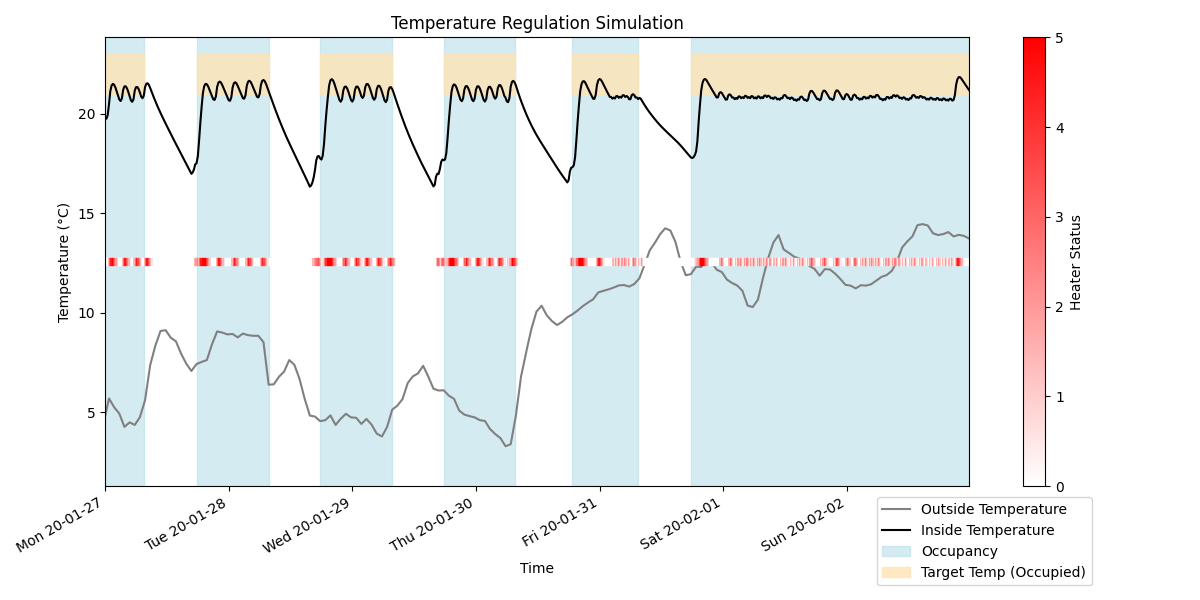 Temperature Regulation Simulation
Temperature (°C)
20
15
10
5
Mon 20-01-27
Tue 20-01-28
Wed 20-01-29
Thu 20-01-30
Fri 20-01-31
Sat 20-02-01
Sun 20-02-02
Time
5
4
3
2
1
0
Heater Status
Outside Temperature
Inside Temperature
Occupancy
Target Temp (Occupied)